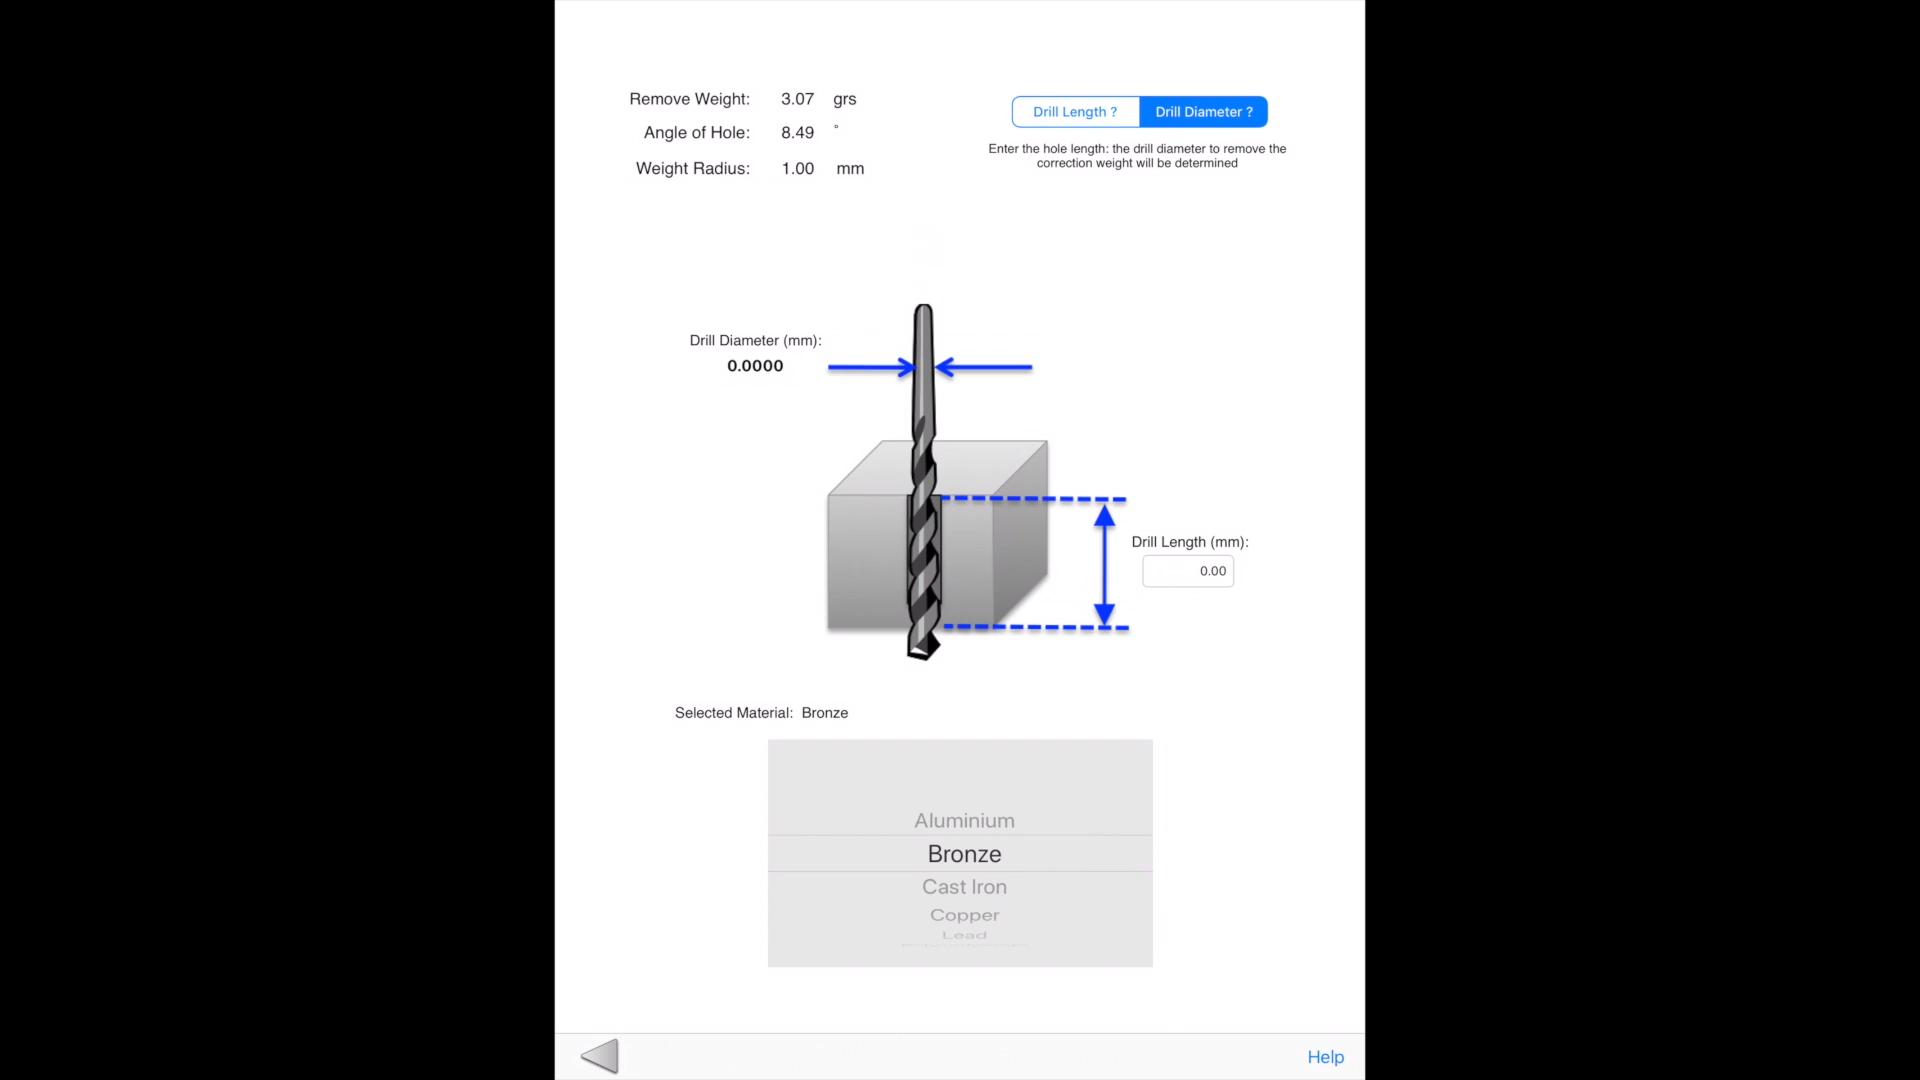 Remove Weight: 3.07 grs
Angle of Hole: 8.49 °
Weight Radius: 1.00 mm
Drill Length ? Drill Diameter ?
Enter the hole length: the drill diameter to remove the
correction weight will be determined
Drill Diameter (mm):
0.0000
Drill Length (mm):
0.00
Selected Material: Bronze
Aluminium
Bronze
Cast Iron
Copper
Lead
Help